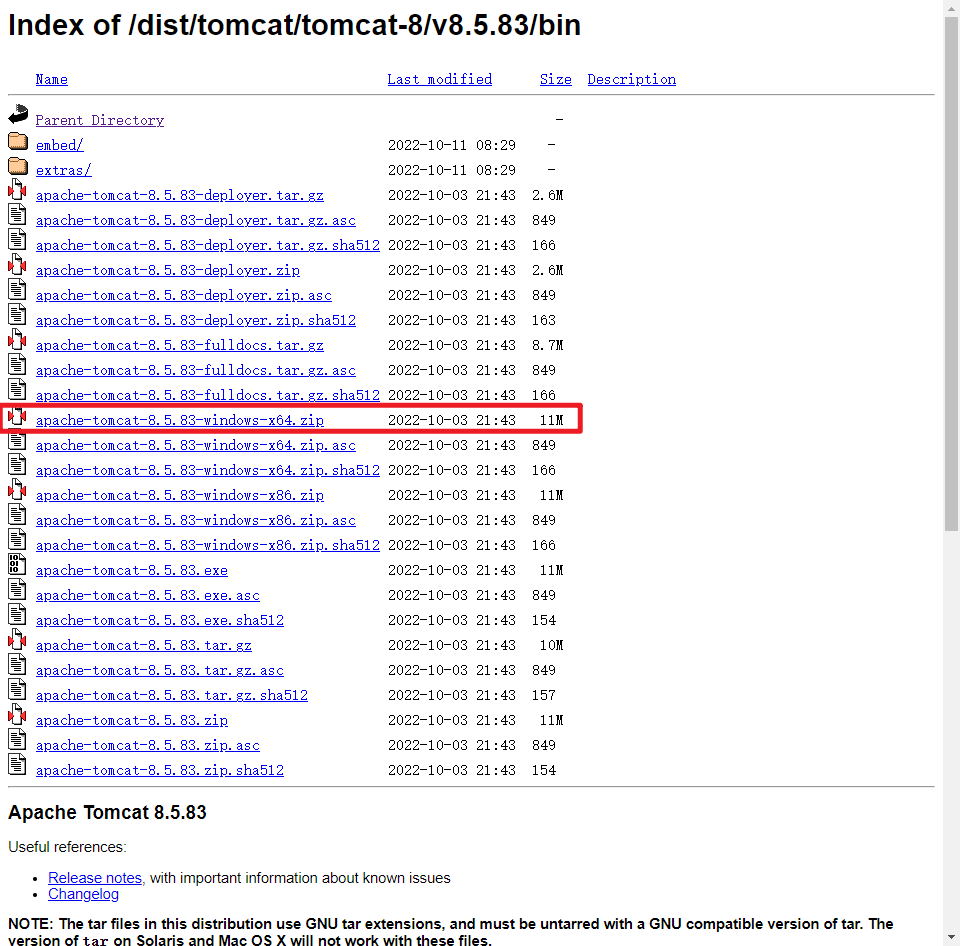 Index of /dist/tomcat/tomcat-8/v8.5.83/bin
Name Last modified Size Description
Parent Directory -
embed/ 2022-10-11 08:29 -
extras/ 2022-10-11 08:29 -
apache-tomcat-8.5.83-deployer.tar.gz 2022-10-03 21:43 2.6M
apache-tomcat-8.5.83-deployer.tar.gz.asc 2022-10-03 21:43 849
apache-tomcat-8.5.83-deployer.tar.gz.sha512 2022-10-03 21:43 166
apache-tomcat-8.5.83-deployer.zip 2022-10-03 21:43 2.6M
apache-tomcat-8.5.83-deployer.zip.asc 2022-10-03 21:43 849
apache-tomcat-8.5.83-deployer.zip.sha512 2022-10-03 21:43 163
apache-tomcat-8.5.83-fulldocs.tar.gz 2022-10-03 21:43 8.7M
apache-tomcat-8.5.83-fulldocs.tar.gz.asc 2022-10-03 21:43 849
apache-tomcat-8.5.83-fulldocs.tar.gz.sha512 2022-10-03 21:43 166
apache-tomcat-8.5.83-windows-x64.zip 2022-10-03 21:43 11M
apache-tomcat-8.5.83-windows-x64.zip.asc 2022-10-03 21:43 849
apache-tomcat-8.5.83-windows-x64.zip.sha512 2022-10-03 21:43 166
apache-tomcat-8.5.83-windows-x86.zip 2022-10-03 21:43 11M
apache-tomcat-8.5.83-windows-x86.zip.asc 2022-10-03 21:43 849
apache-tomcat-8.5.83-windows-x86.zip.sha512 2022-10-03 21:43 166
apache-tomcat-8.5.83.exe 2022-10-03 21:43 11M
apache-tomcat-8.5.83.exe.asc 2022-10-03 21:43 849
apache-tomcat-8.5.83.exe.sha512 2022-10-03 21:43 154
apache-tomcat-8.5.83.tar.gz 2022-10-03 21:43 10M
apache-tomcat-8.5.83.tar.gz.asc 2022-10-03 21:43 849
apache-tomcat-8.5.83.tar.gz.sha512 2022-10-03 21:43 157
apache-tomcat-8.5.83.zip 2022-10-03 21:43 11M
apache-tomcat-8.5.83.zip.asc 2022-10-03 21:43 849
apache-tomcat-8.5.83.zip.sha512 2022-10-03 21:43 154
Apache Tomcat 8.5.83
Useful references:
• Release notes, with important information about known issues
• Changelog
NOTE: The tar files in this distribution use GNU tar extensions, and must be untarred with a GNU compatible version of tar. The
version of tar on Solaris and Mac OS X will not work with these files.